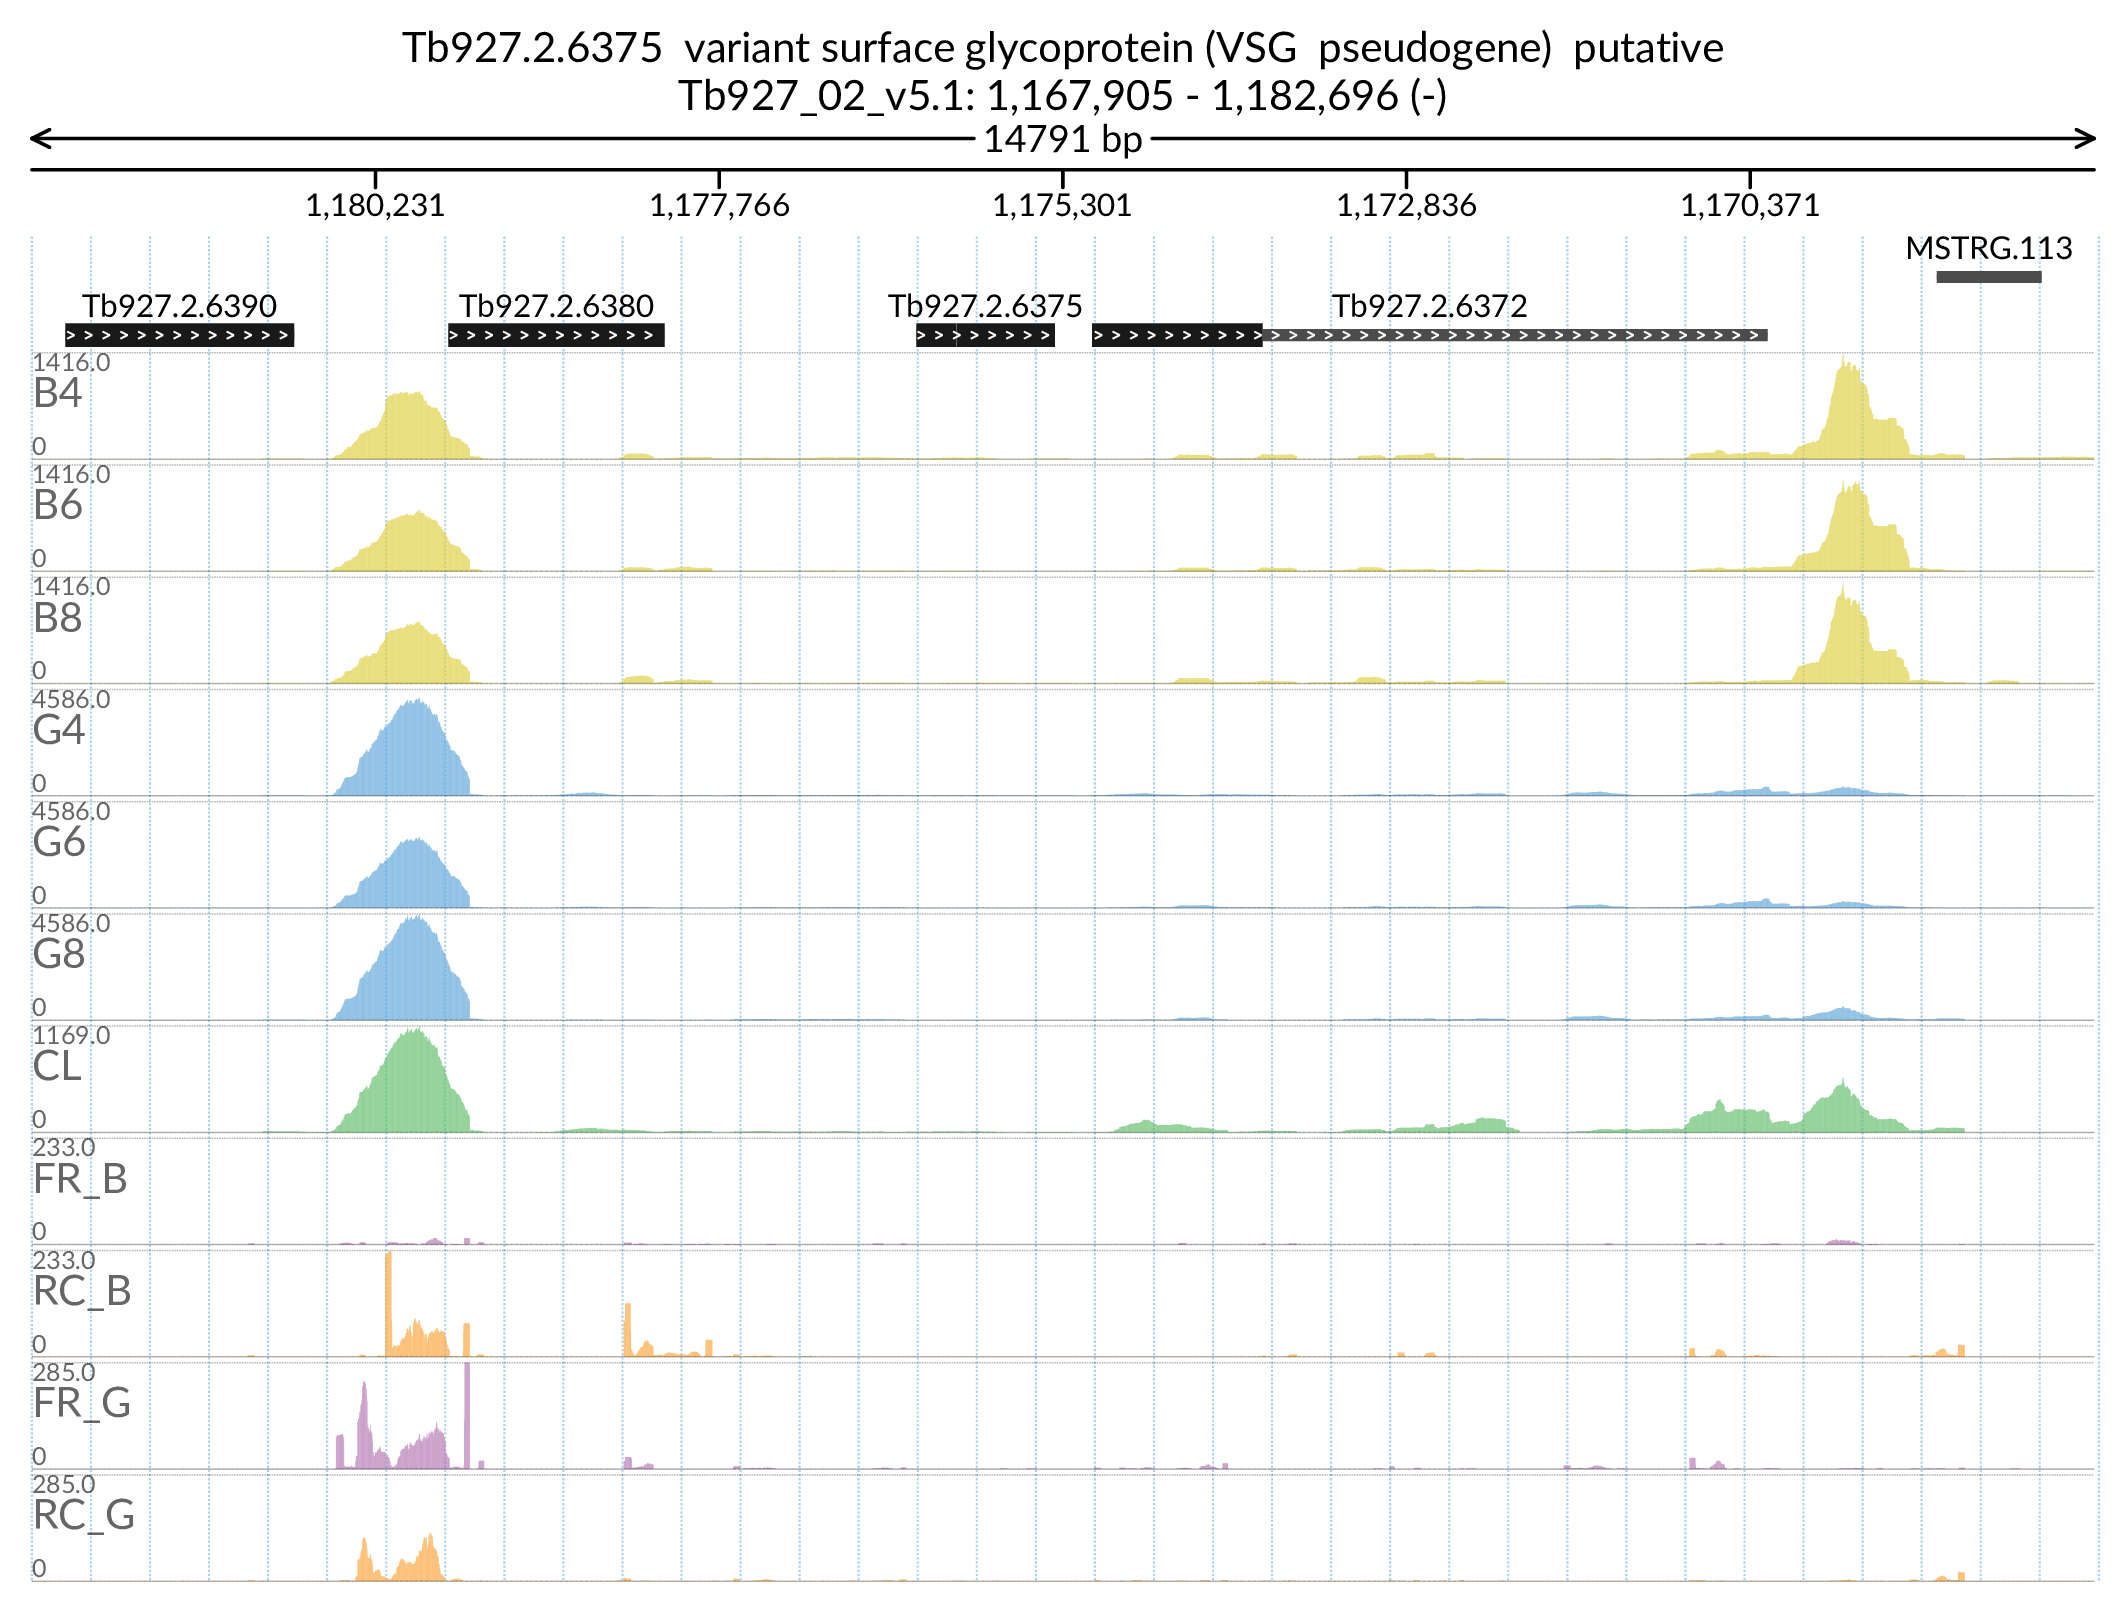 Tb927.2.6375 variant surface glycoprotein (VSG pseudogene) putative
Tb927_02_v5.1: 1,167,905 - 1,182,696 (-)
14791 bp
1,180,231 1,177,766 1,175,301 1,172,836 1,170,371
MSTRG.113
Tb927.2.6390 Tb927.2.6380 Tb927.2.6375 Tb927.2.6372
1416.0
B4
0
1416.0
B6
0
1416.0
B8
0
4586.0
G4
0
4586.0
G6
0
4586.0
G8
0
1169.0
CL
0
233.0
FR_B
0
233.0
RC_B
0
285.0
FR_G
0
285.0
RC_G
0